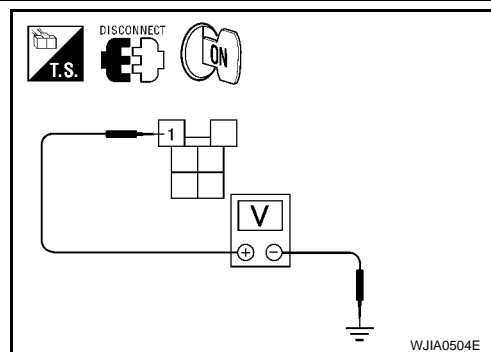 DISCONNECT
T.S.
ON
1
V
+ −
WJIA0504E